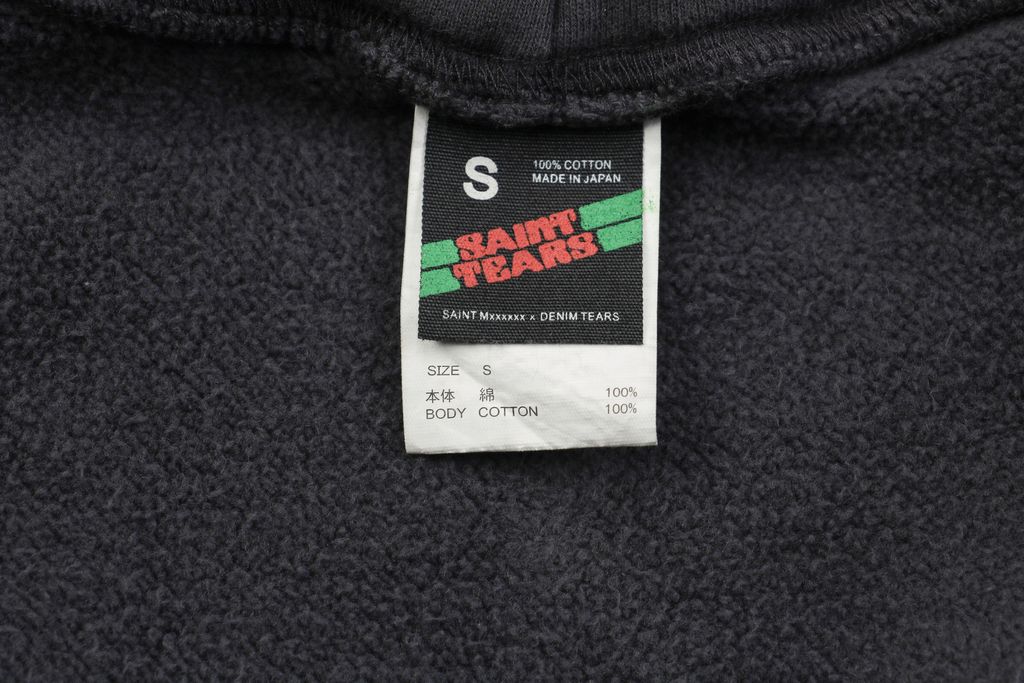 S
100% COTTON
MADE IN JAPAN
SAINT
TEARS
SAINT Mxxxxxx x DENIM TEARS
SIZE S
本体 綿 100%
BODY COTTON 100%